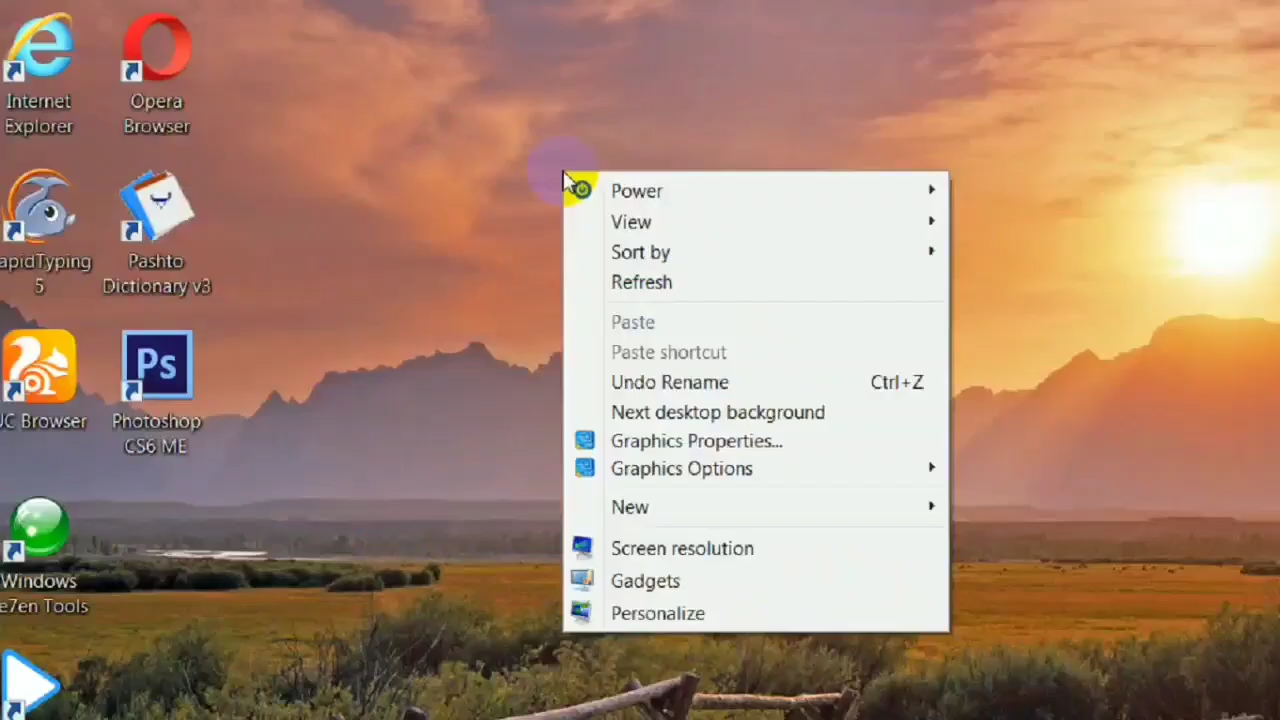 Internet
Explorer
Opera
Browser
apidTyping
5
Pashto
Dictionary v3
UC Browser
Ps
Photoshop
CS6 ME
Windows
e7en Tools
Power
View
Sort by
Refresh
Paste
Paste shortcut
Undo Rename Ctrl+Z
Next desktop background
Graphics Properties...
Graphics Options
New
Screen resolution
Gadgets
Personalize